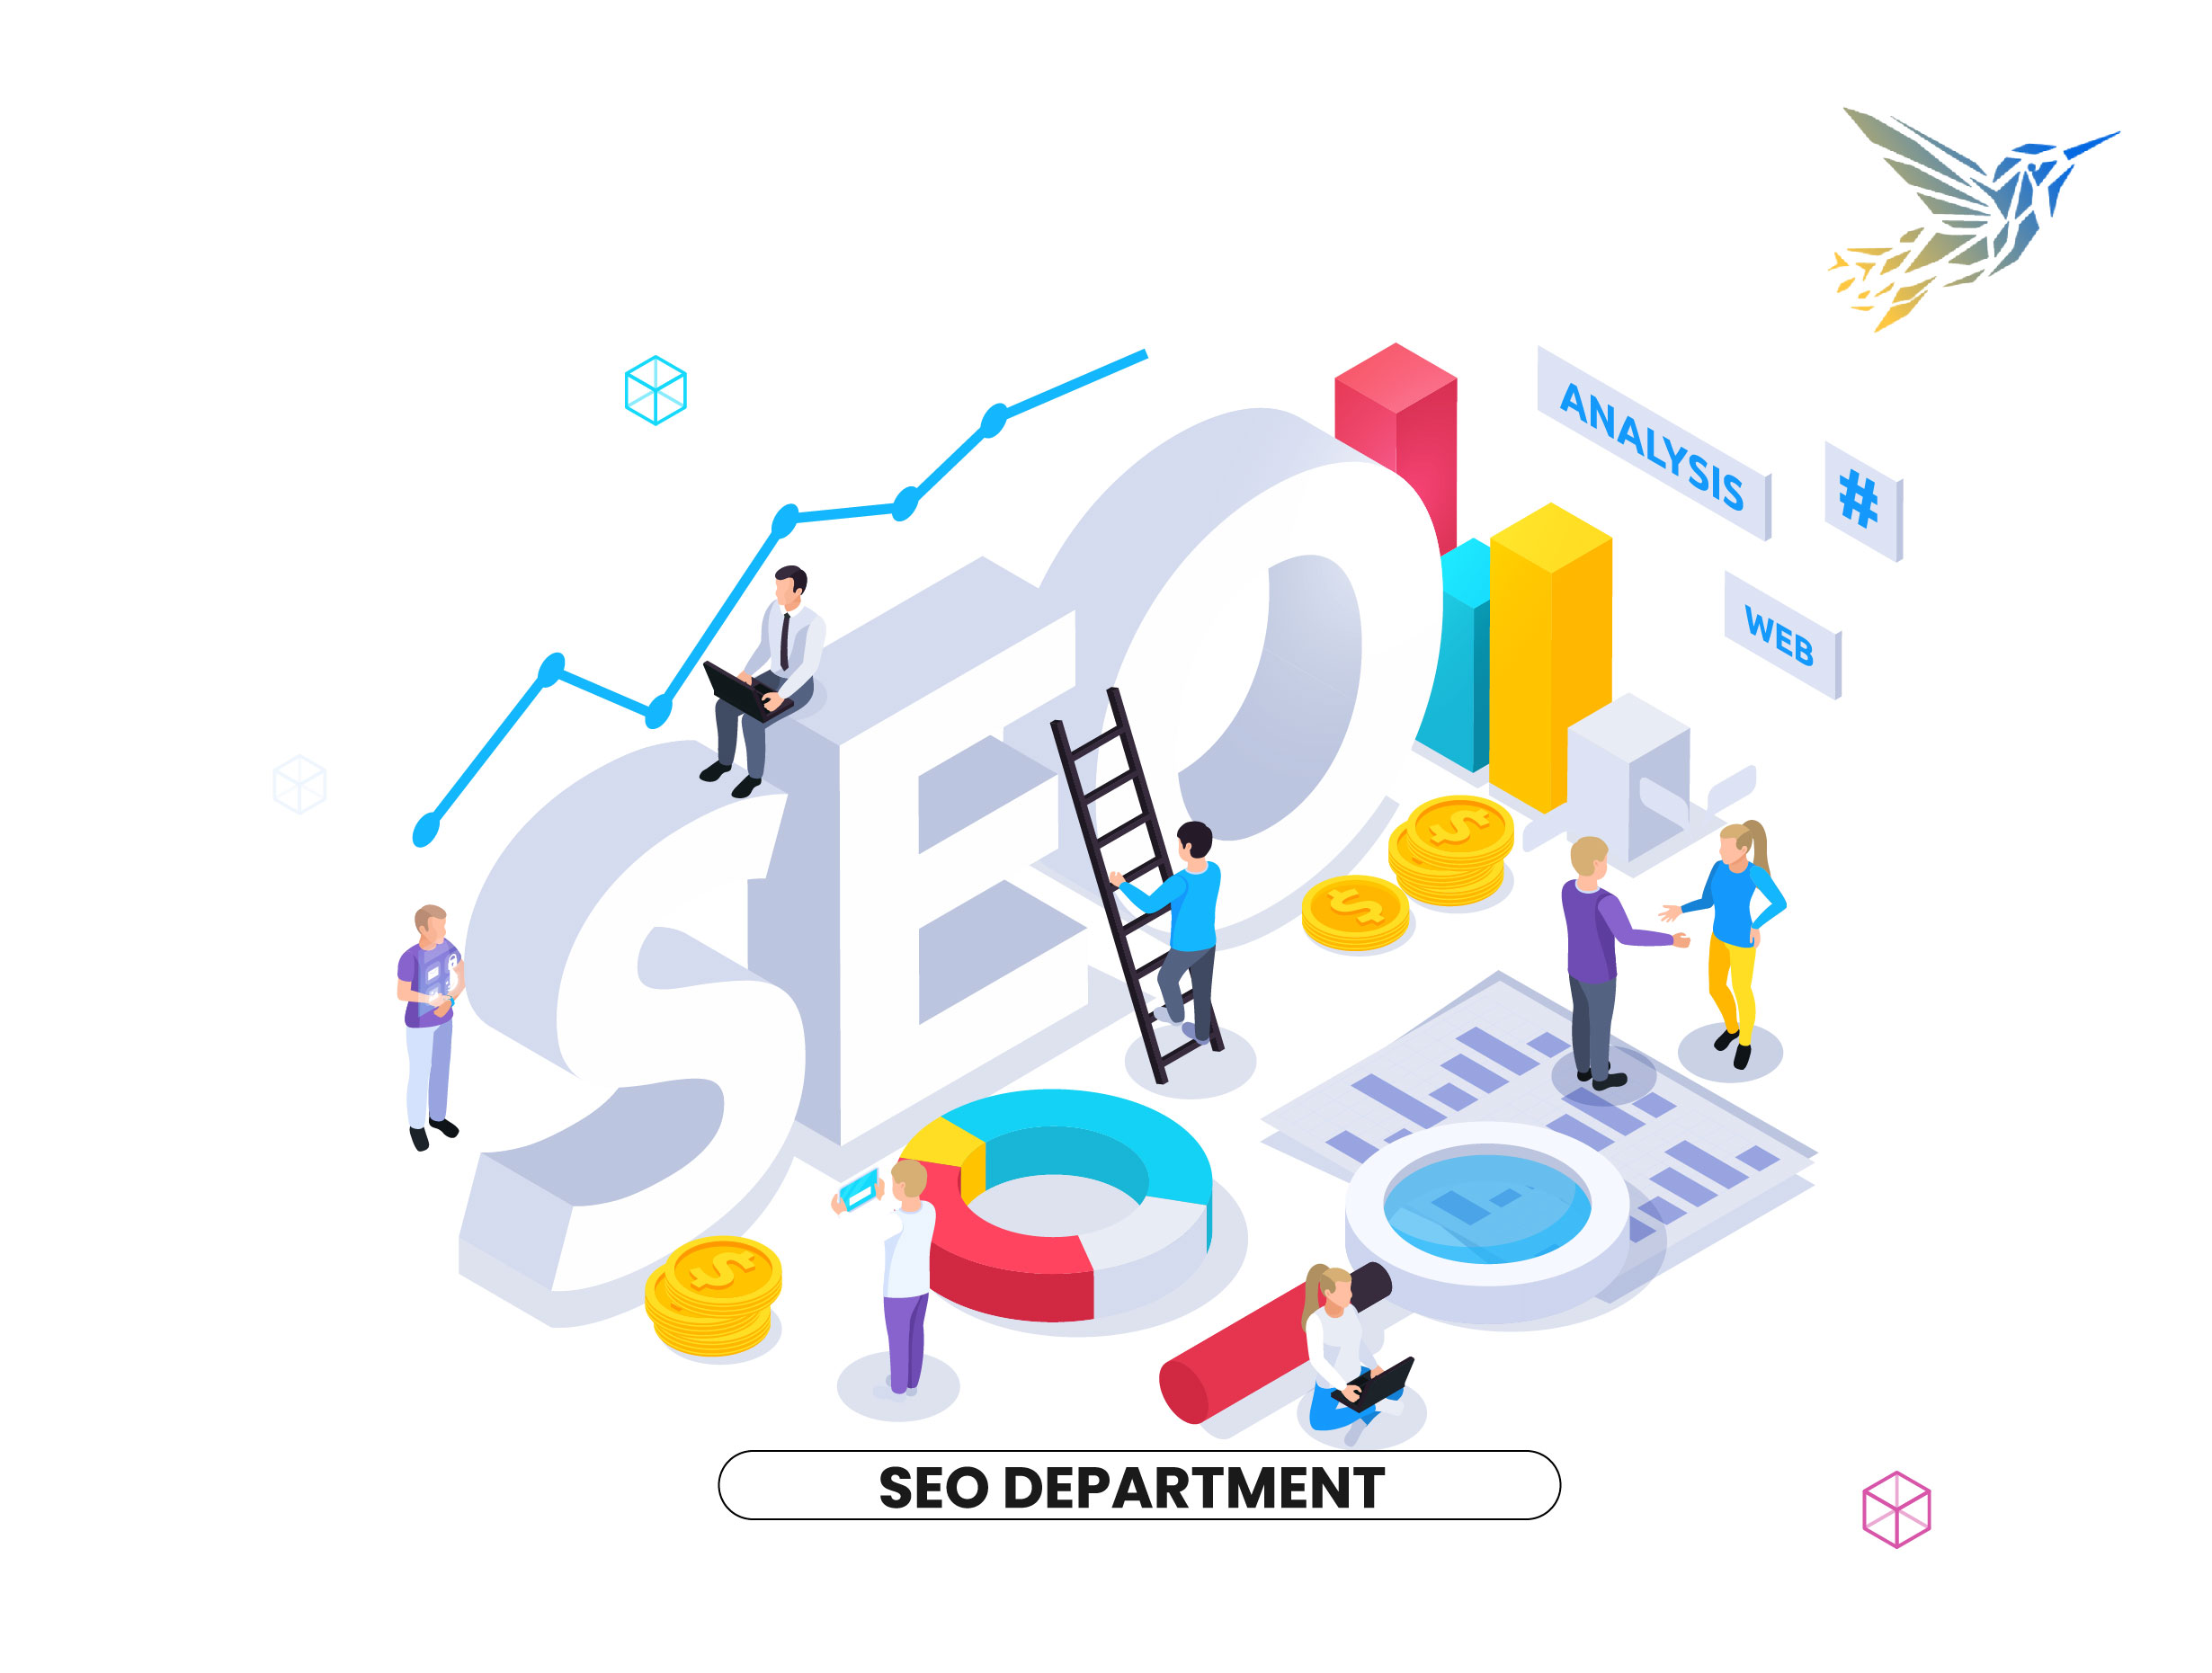 ANALYSIS
#
WEB
SEO
$
$
$
SEO DEPARTMENT